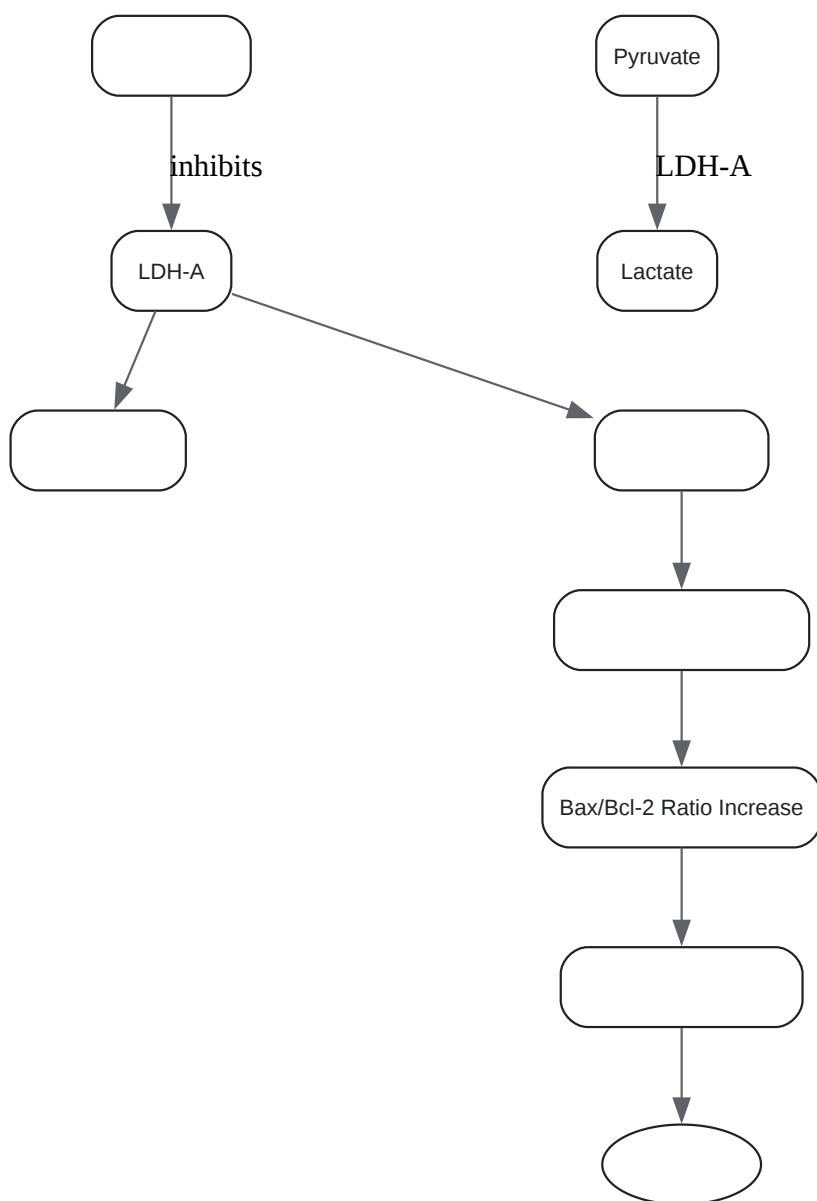 Pyruvate
inhibits
LDH-A
LDH-A
Lactate
Bax/Bcl-2 Ratio Increase